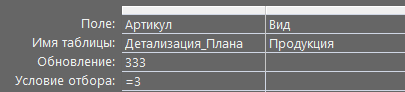 Поле: Артикул Вид
Имя таблицы: Детализация_Плана Продукция
Обновление: 333
Условие отбора: =3